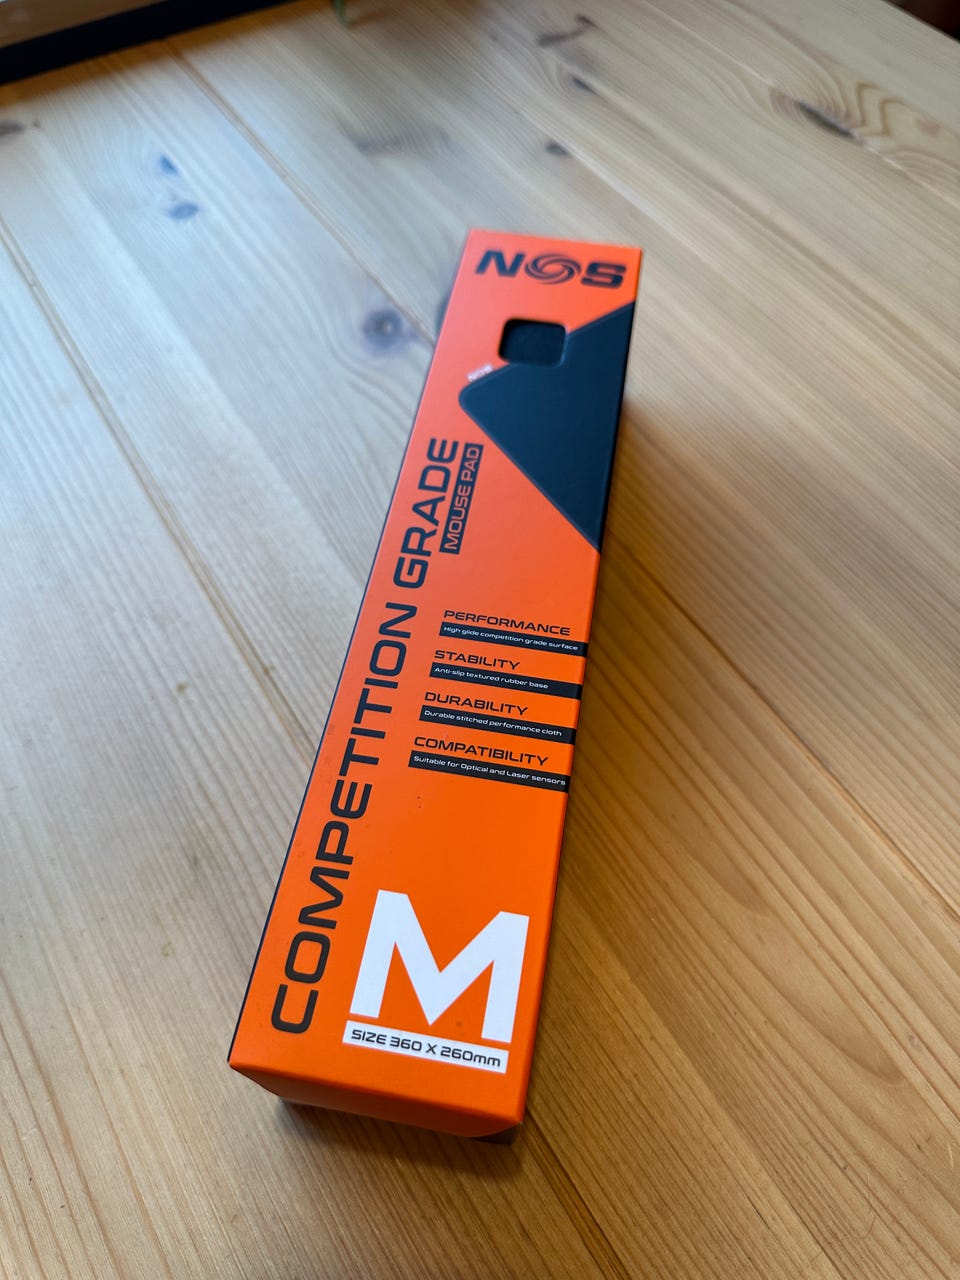 NOS
NOS
COMPETITION GRADE
MOUSE PAD
PERFORMANCE
High glide competition grade surface
STABILITY
Anti-slip textured rubber base
DURABILITY
Durable stitched performance cloth
COMPATIBILITY
Suitable for Optical and Laser sensors
M
SIZE 360 X 260mm